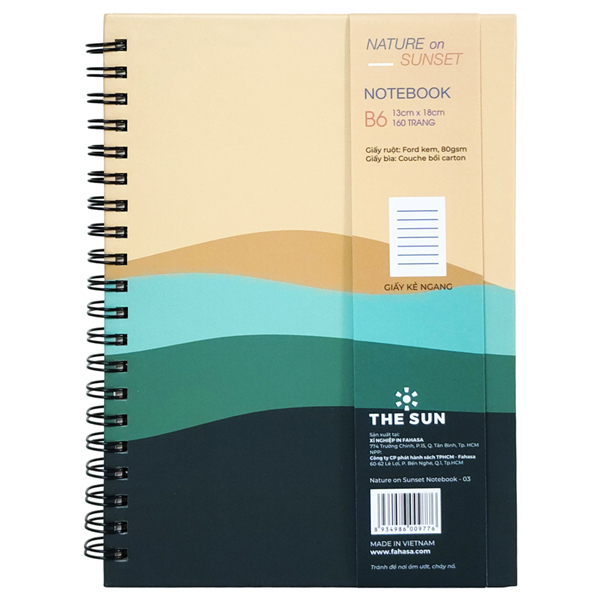 NATURE on
SUNSET
NOTEBOOK
B6 13cm x 18cm
160 TRANG
Giấy ruột: Ford kem, 80gsm
Giấy bìa: Couche bồi carton
GIẤY KẺ NGANG
THE SUN
Sản xuất tại:
XÍ NGHIỆP IN FAHASA
774 Trường Chinh, P.15, Q. Tân Bình, Tp. HCM
NPP:
Công ty CP phát hành sách TPHCM - Fahasa
60-62 Lê Lợi, P. Bến Nghé, Q.1, Tp.HCM
Nature on Sunset Notebook - 03
8 934986 009776
MADE IN VIETNAM
www.fahasa.com
Tránh để nơi ẩm ướt, cháy nổ.